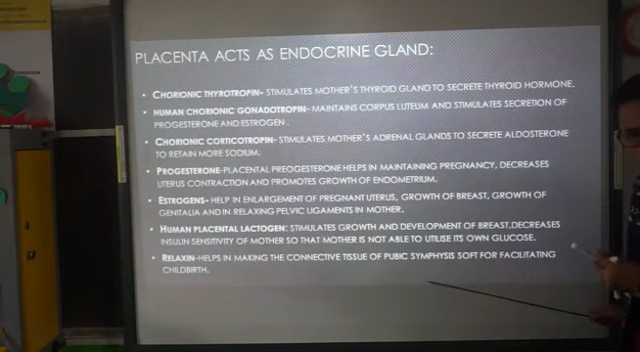 PLACENTA ACTS AS ENDOCRINE GLAND:
• CHORIONIC THYROTROPIN- STIMULATES MOTHER'S THYROID GLAND TO SECRETE THYROID HORMONE.
• HUMAN CHORIONIC GONADOTROPIN- MAINTAINS CORPUS LUTEUM AND STIMULATES SECRETION OF
PROGESTERONE AND ESTROGEN.
• CHORIONIC CORTICOTROPIN- STIMULATES MOTHER'S ADRENAL GLANDS TO SECRETE ALDOSTERONE
TO RETAIN MORE SODIUM.
• PROGESTERONE-PLACENTAL PREOGESTERONE HELPS IN MAINTAINING PREGNANCY, DECREASES
UTERUS CONTRACTION AND PROMOTES GROWTH OF ENDOMETRIUM.
• ESTROGENS- HELP IN ENLARGEMENT OF PREGNANT UTERUS, GROWTH OF BREAST, GROWTH OF
GENITALIA AND IN RELAXING PELVIC LIGAMENTS IN MOTHER.
• HUMAN PLACENTAL LACTOGEN: STIMULATES GROWTH AND DEVELOPMENT OF BREAST,DECREASES
INSULIN SENSITIVITY OF MOTHER SO THAT MOTHER IS NOT ABLE TO UTILISE ITS OWN GLUCOSE.
• RELAXIN-HELPS IN MAKING THE CONNECTIVE TISSUE OF PUBIC SYMPHYSIS SOFT FOR FACILITATING
CHILDBIRTH.